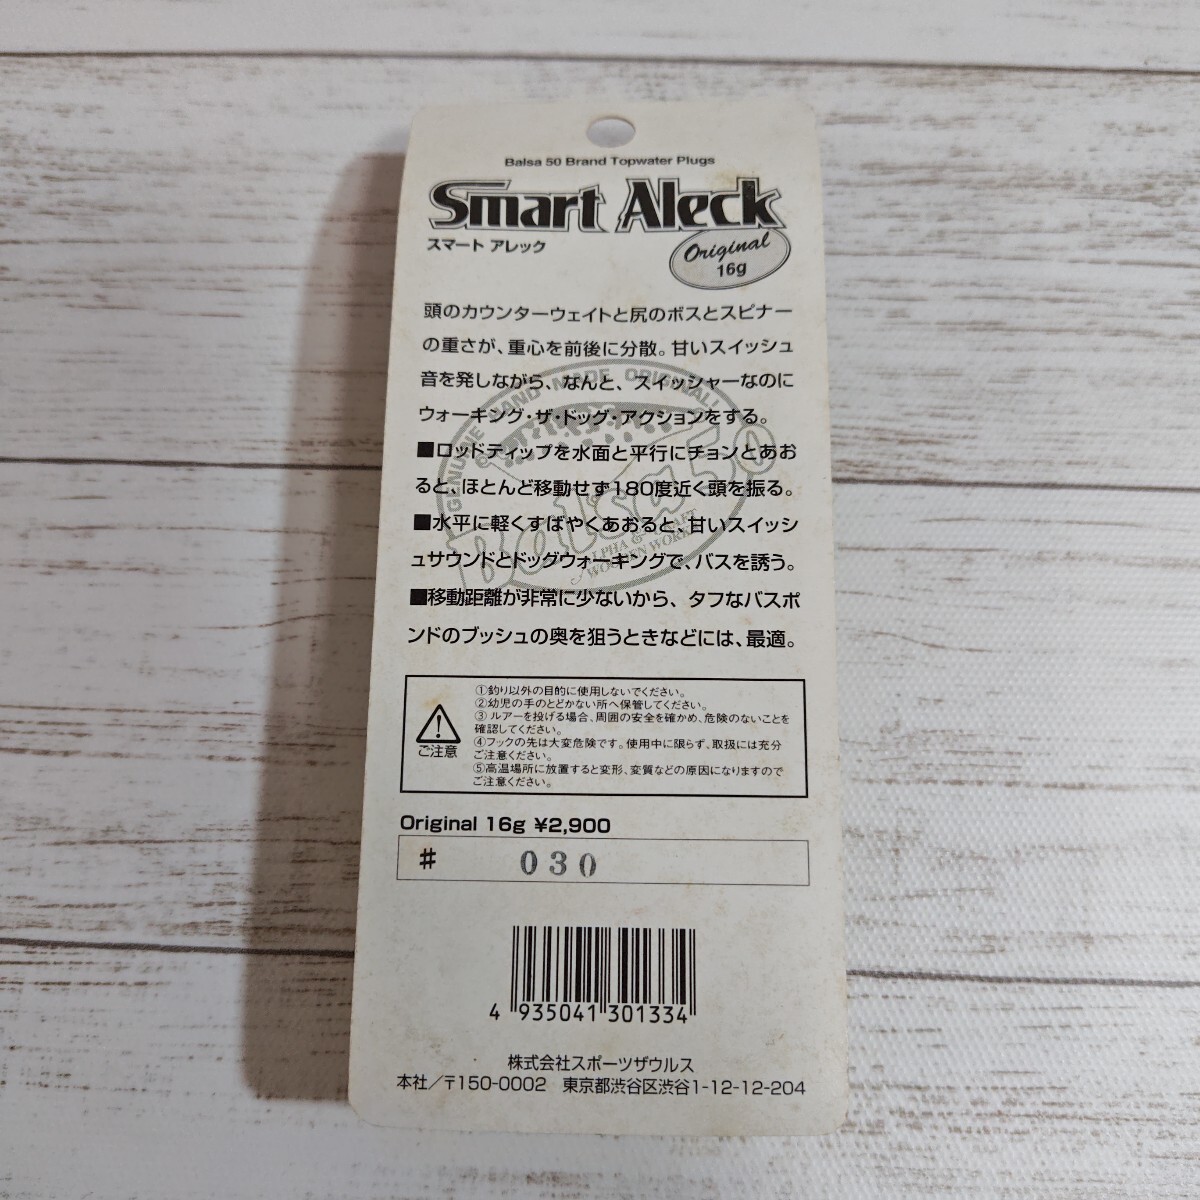 Balsa 50 Brand Topwater Plugs
Smart Aleck
スマート アレック
Original
16g
頭のカウンターウェイトと尻のボスとスピナー
の重さが、重心を前後に分散。甘いスイッシュ
音を発しながら、なんと、スイッシャーなのに
ウォーキング・ザ・ドッグ・アクションをする。
■ロッドティップを水面と平行にチョンとあお
ると、ほとんど移動せず180度近く頭を振る。
■水平に軽くすばやくあおると、甘いスイッシ
ュサウンドとドッグウォーキングで、バスを誘う。
■移動距離が非常に少ないから、タフなバスポ
ンドのブッシュの奥を狙うときなどには、最適。
GENUINE HAND MADE ORIGINAL
Balsa 50
ALPHA & CRAFT
WOODEN WORKS
ご注意
①釣り以外の目的に使用しないでください。
②幼児の手のとどかない所へ保管してください。
③ルアーを投げる場合、周囲の安全を確かめ、危険のないことを
確認してください。
④フックの先は大変危険です。使用中に限らず、取扱には充分
ご注意ください。
⑤高温場所に放置すると変形、変質などの原因になりますので
ご注意ください。
Original 16g ¥2,900
# 030
4 935041 301334
株式会社スポーツザウルス
本社/〒150-0002 東京都渋谷区渋谷1-12-12-204